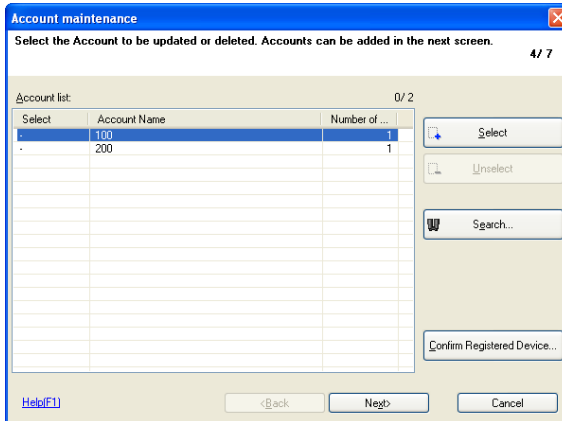 Account maintenance
Select the Account to be updated or deleted. Accounts can be added in the next screen.
4/ 7
Account list: 0/ 2
Select Account Name Number of ...
- 100 1
- 200 1
Select
Unselect
Search...
Confirm Registered Device...
Help(F1) <Back Next> Cancel